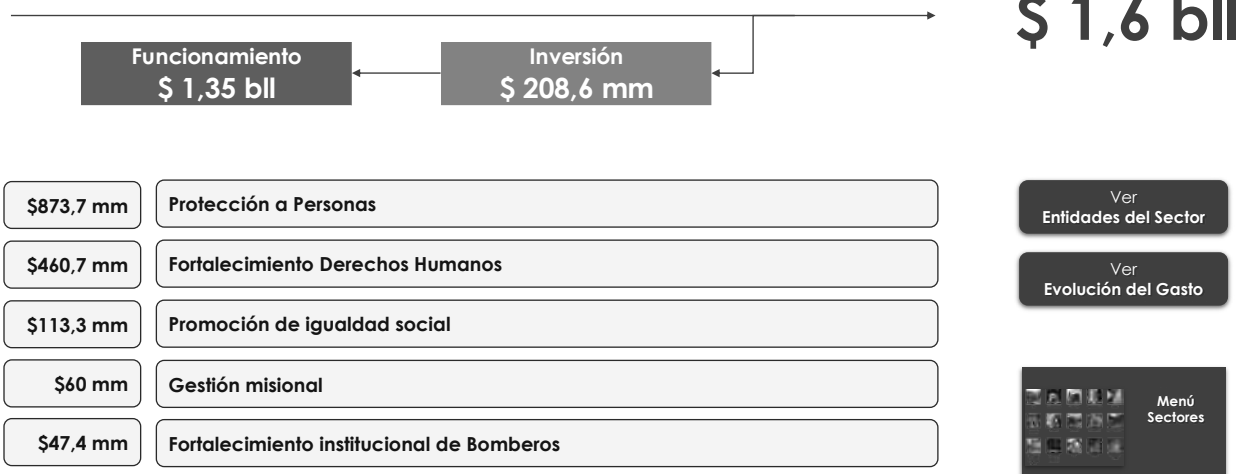 $ 1,6 bll
Funcionamiento
$ 1,35 bll
Inversión
$ 208,6 mm
$873,7 mm Protección a Personas
$460,7 mm Fortalecimiento Derechos Humanos
$113,3 mm Promoción de igualdad social
$60 mm Gestión misional
$47,4 mm Fortalecimiento institucional de Bomberos
Ver
Entidades del Sector
Ver
Evolución del Gasto
Menú
Sectores